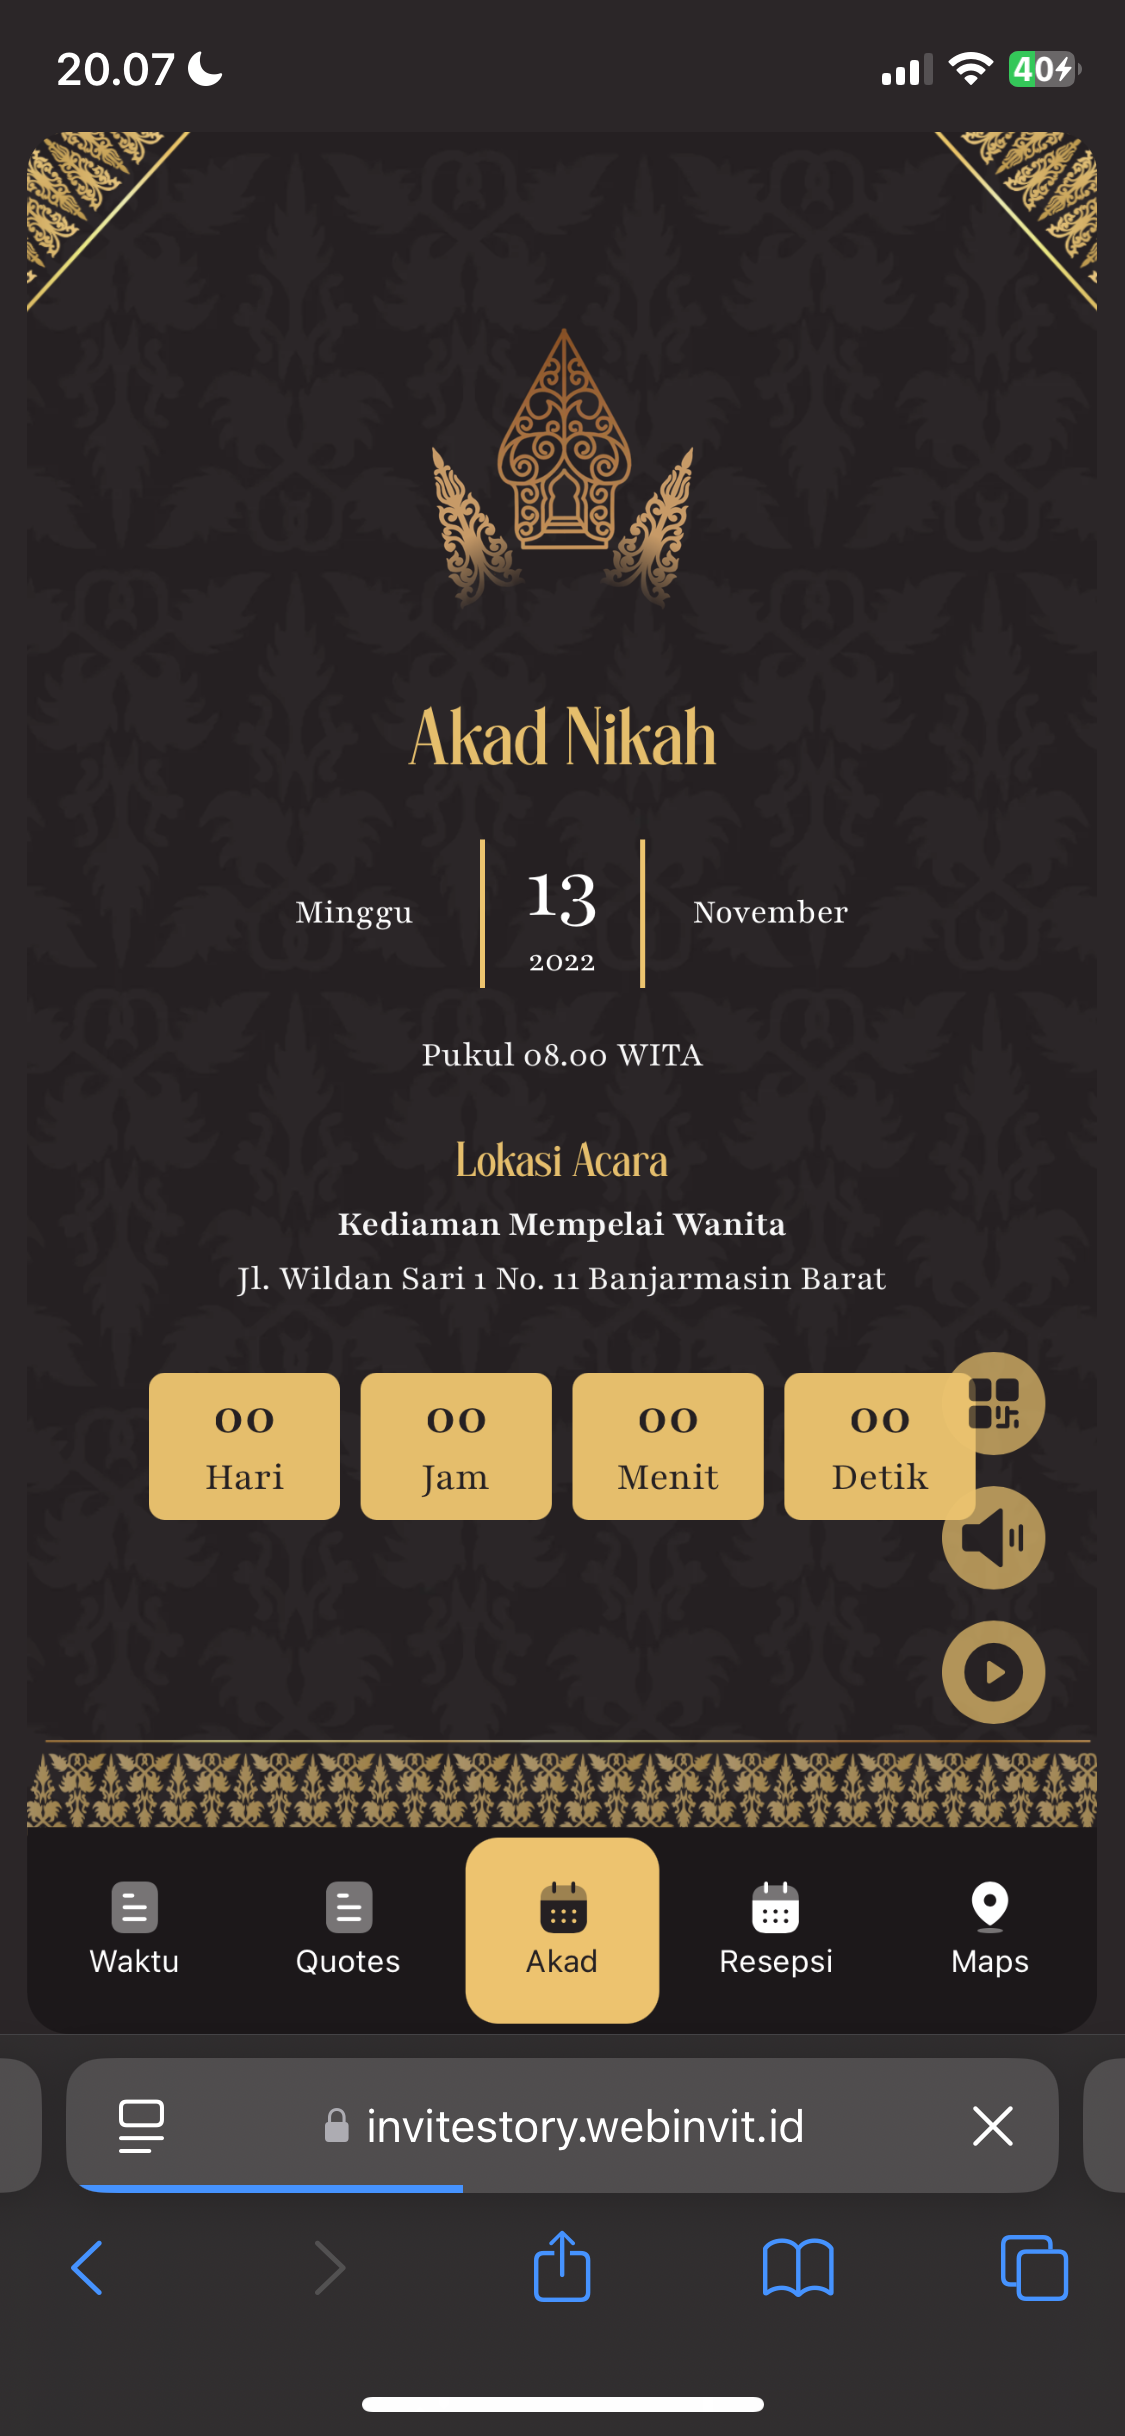 20.07
40
Akad Nikah
Minggu
13
2022
November
Pukul 08.00 WITA
Lokasi Acara
Kediaman Mempelai Wanita
Jl. Wildan Sari 1 No. 11 Banjarmasin Barat
00 00 00 00
Hari Jam Menit Detik
Waktu Quotes Akad Resepsi Maps
invitestory.webinvit.id